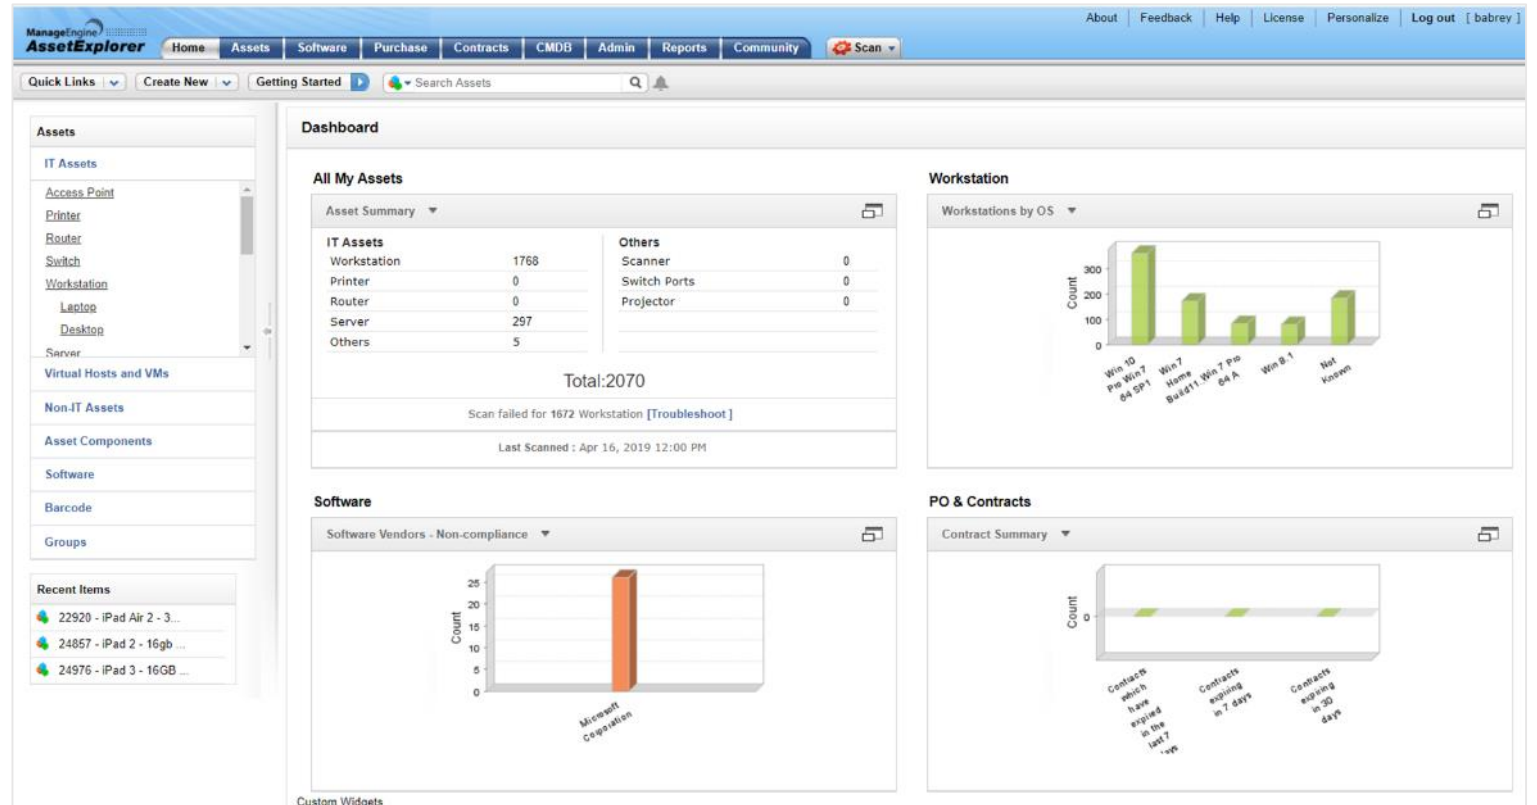 About Feedback Help License Personalize Log out [ babrey ]
ManageEngine
AssetExplorer
Home Assets Software Purchase Contracts CMDB Admin Reports Community Scan
Quick Links Create New Getting Started Search Assets
Assets
IT Assets
Access Point
Printer
Router
Switch
Workstation
Laptop
Desktop
Server
Virtual Hosts and VMs
Non-IT Assets
Asset Components
Software
Barcode
Groups
Recent Items
22920 - iPad Air 2 - 3...
24857 - iPad 2 - 16gb ...
24976 - iPad 3 - 16GB ...
Dashboard
All My Assets
Asset Summary
IT Assets Others
Workstation 1768 Scanner 0
Printer 0 Switch Ports 0
Router 0 Projector 0
Server 297
Others 5
Total:2070
Scan failed for 1672 Workstation [Troubleshoot ]
Last Scanned : Apr 16, 2019 12:00 PM
Workstation
Workstations by OS
Count
300
200
100
0
Win 10
Pro Win7
64 SP1
Win7
Home
Build11..
Win 7 Pro
64 A
Win 8.1
Not
Known
Software
Software Vendors - Non-compliance
Count
25
20
15
10
5
0
Microsoft
Corporation
PO & Contracts
Contract Summary
Count
0
Contracts
which
have
expired
in the
last 7
Contracts
expiring
in 7 days
Contracts
expiring
in 30
days
Custom Widgets